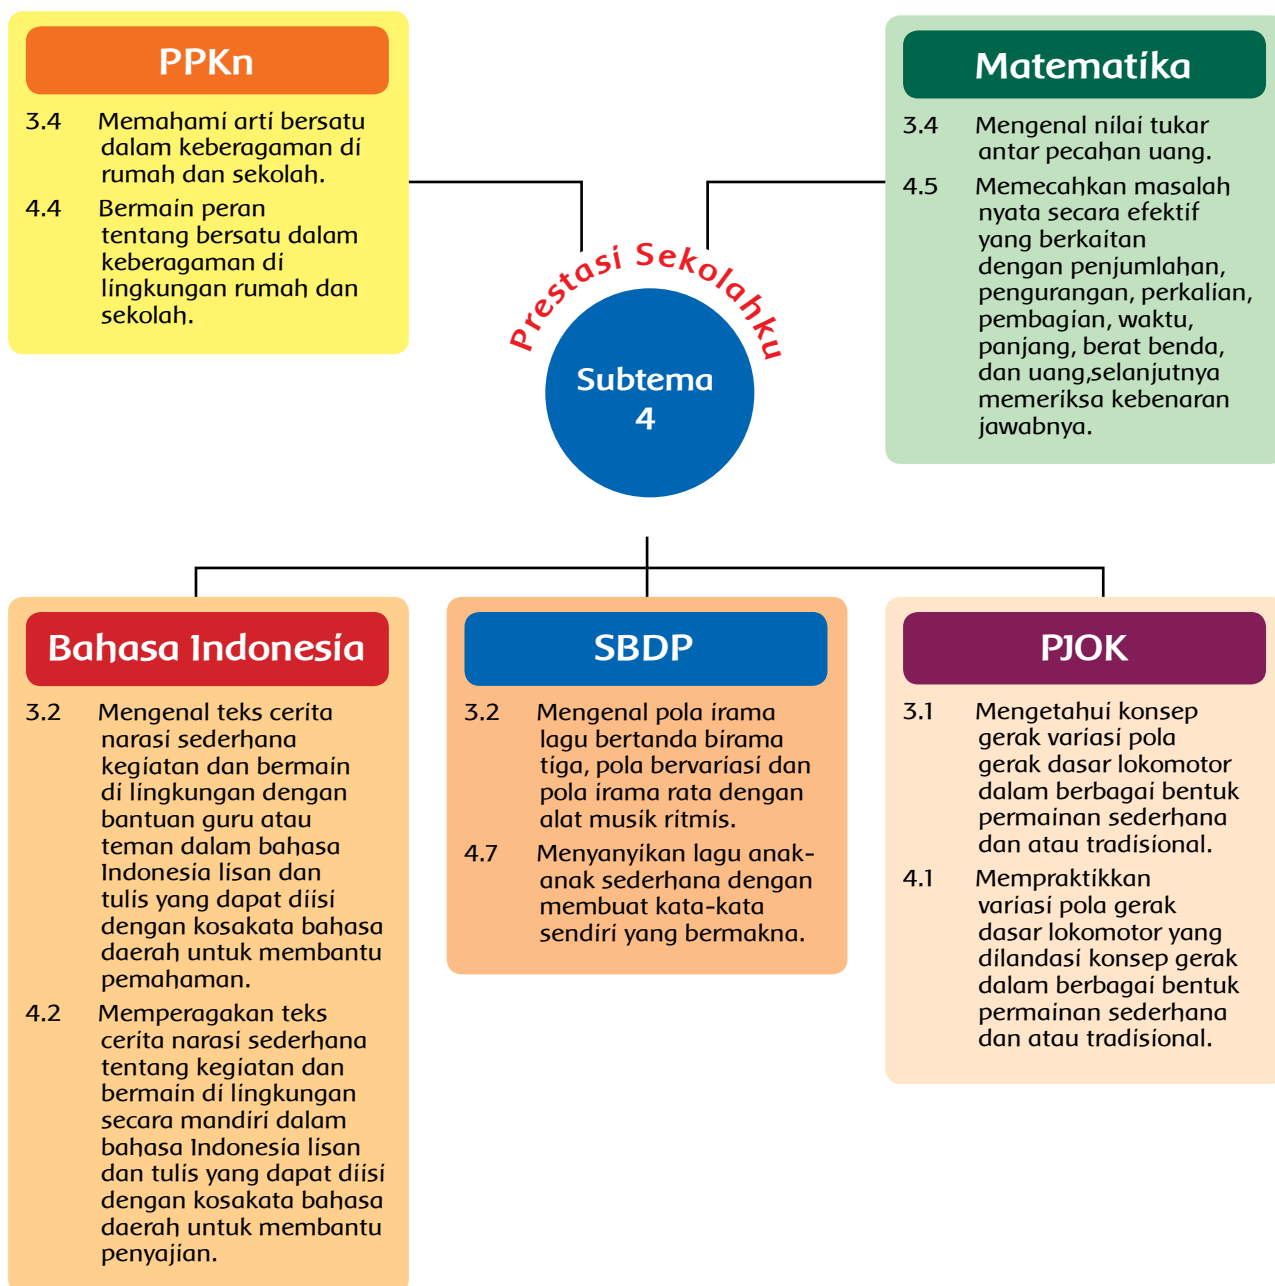 PPKn
3.4 Memahami arti bersatu
dalam keberagaman di
rumah dan sekolah.
4.4 Bermain peran
tentang bersatu dalam
keberagaman di
lingkungan rumah dan
sekolah.
Matematika
3.4 Mengenal nilai tukar
antar pecahan uang.
4.5 Memecahkan masalah
nyata secara efektif
yang berkaitan
dengan penjumlahan,
pengurangan, perkalian,
pembagian, waktu,
panjang, berat benda,
dan uang,selanjutnya
memeriksa kebenaran
jawabnya.
Prestasi Sekolahku
Subtema
4
Bahasa Indonesia
3.2 Mengenal teks cerita
narasi sederhana
kegiatan dan bermain
di lingkungan dengan
bantuan guru atau
teman dalam bahasa
Indonesia lisan dan
tulis yang dapat diisi
dengan kosakata bahasa
daerah untuk membantu
pemahaman.
4.2 Memperagakan teks
cerita narasi sederhana
tentang kegiatan dan
bermain di lingkungan
secara mandiri dalam
bahasa Indonesia lisan
dan tulis yang dapat diisi
dengan kosakata bahasa
daerah untuk membantu
penyajian.
SBDP
3.2 Mengenal pola irama
lagu bertanda birama
tiga, pola bervariasi dan
pola irama rata dengan
alat musik ritmis.
4.7 Menyanyikan lagu anak-
anak sederhana dengan
membuat kata-kata
sendiri yang bermakna.
PJOK
3.1 Mengetahui konsep
gerak variasi pola
gerak dasar lokomotor
dalam berbagai bentuk
permainan sederhana
dan atau tradisional.
4.1 Mempraktikkan
variasi pola gerak
dasar lokomotor yang
dilandasi konsep gerak
dalam berbagai bentuk
permainan sederhana
dan atau tradisional.